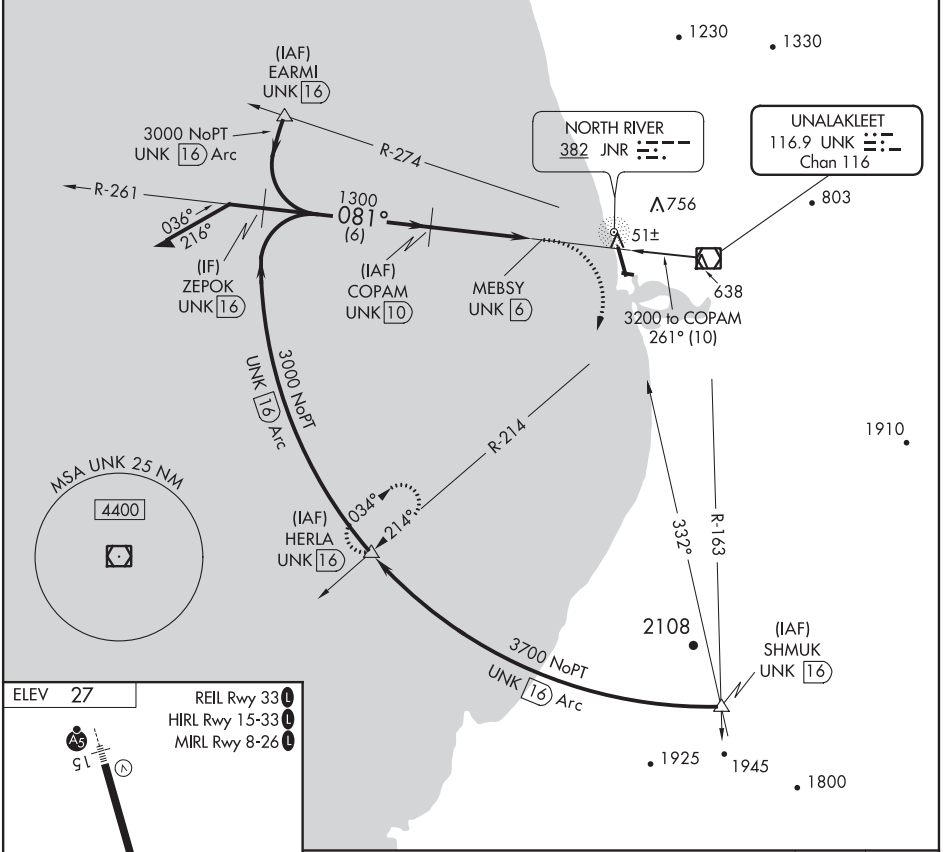 1230
1330
(IAF)
EARMI
UNK 16
3000 NoPT
UNK 16 Arc
R-274
NORTH RIVER
382 JNR
UNALAKLEET
116.9 UNK
Chan 116
R-261
1300
081°
(6)
756
803
036°
216°
51±
(IF)
ZEPOK
UNK 16
(IAF)
COPAM
UNK 10
MEBSY
UNK 6
638
3200 to COPAM
261° (10)
3000 NoPT
UNK 16 Arc
R-214
1910
MSA UNK 25 NM
4400
(IAF)
HERLA
UNK 16
034°
214°
332°
R-163
2108
(IAF)
SHMUK
UNK 16
3700 NoPT
UNK 16 Arc
1925
1945
1800
ELEV 27
REIL Rwy 33 L
HIRL Rwy 15-33 L
MIRL Rwy 8-26 L
A5
15
V